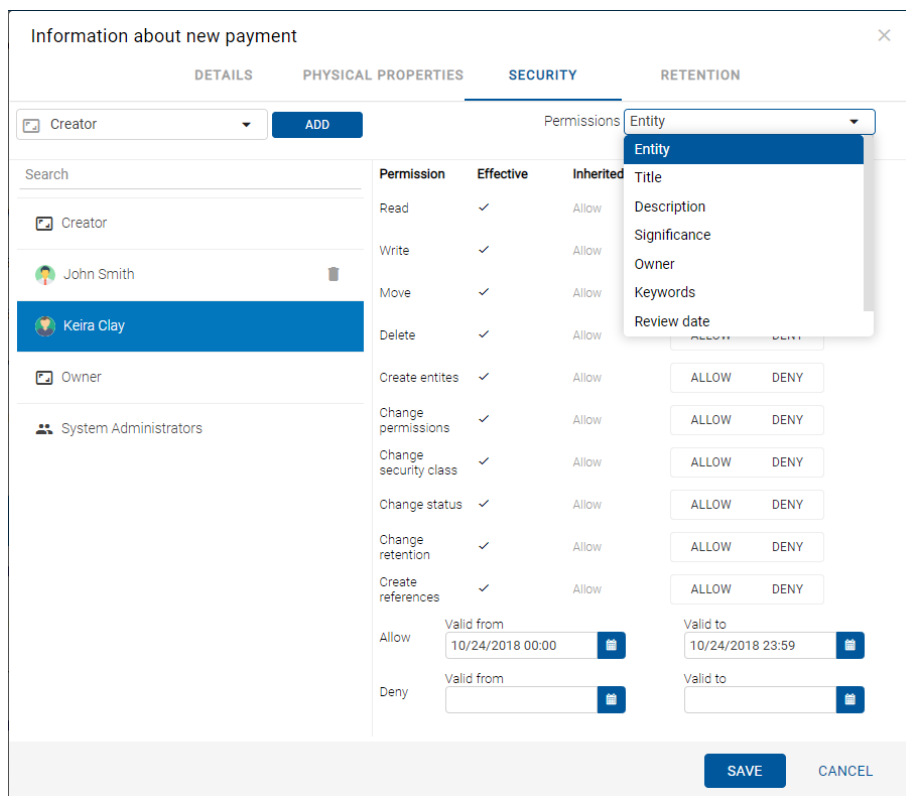 Information about new payment
DETAILS PHYSICAL PROPERTIES SECURITY RETENTION
Creator ADD Permissions Entity
Entity
Title
Description
Significance
Owner
Keywords
Review date
Search
Creator
John Smith
Keira Clay
Owner
System Administrators
Permission Effective Inherited
Read Allow
Write Allow
Move Allow
Delete Allow ALLOW DENY
Create entites Allow ALLOW DENY
Change
permissions Allow ALLOW DENY
Change
security class Allow ALLOW DENY
Change status Allow ALLOW DENY
Change
retention Allow ALLOW DENY
Create
references Allow ALLOW DENY
Valid from Valid to
Allow 10/24/2018 00:00 10/24/2018 23:59
Valid from Valid to
Deny
SAVE CANCEL